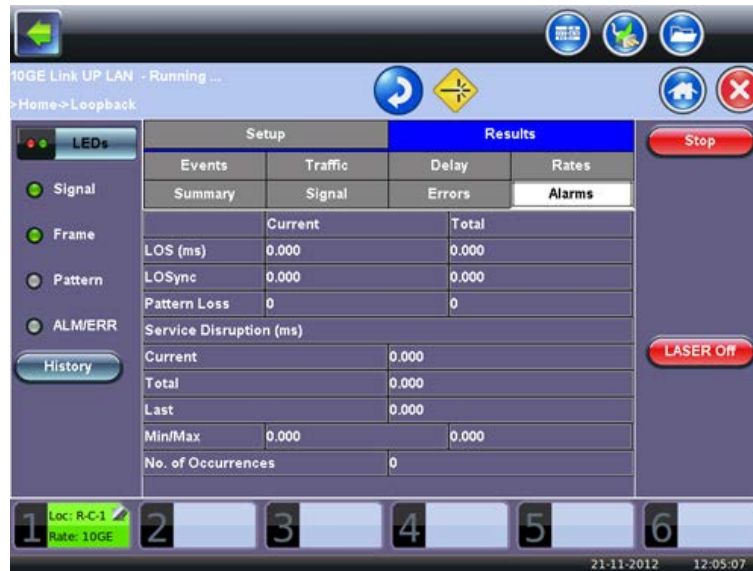 10GE Link UP LAN - Running ...
>Home->Loopback
LEDs
Setup
Results
Stop
Events
Traffic
Delay
Rates
Signal
Summary
Signal
Errors
Alarms
Frame
Current
Total
LOS (ms)
0.000
0.000
Pattern
LOSync
0.000
0.000
Pattern Loss
0
0
ALM/ERR
Service Disruption (ms)
History
Current
0.000
LASER Off
Total
0.000
Last
0.000
Min/Max
0.000
0.000
No. of Occurrences
0
1
Loc: R-C-1
Rate: 10GE
2
3
4
5
6
21-11-2012 12:05:07